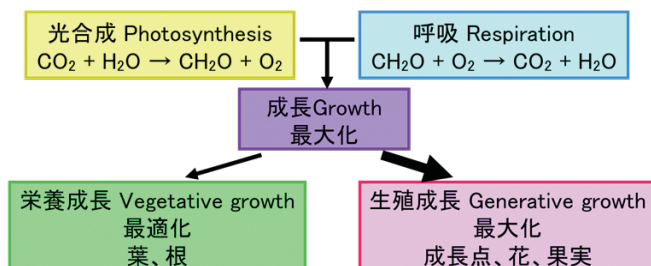 光合成 Photosynthesis
CO₂ + H₂O → CH₂O + O₂
呼吸 Respiration
CH₂O + O₂ → CO₂ + H₂O
成長Growth
最大化
栄養成長 Vegetative growth
最適化
葉、根
生殖成長 Generative growth
最大化
成長点、花、果実